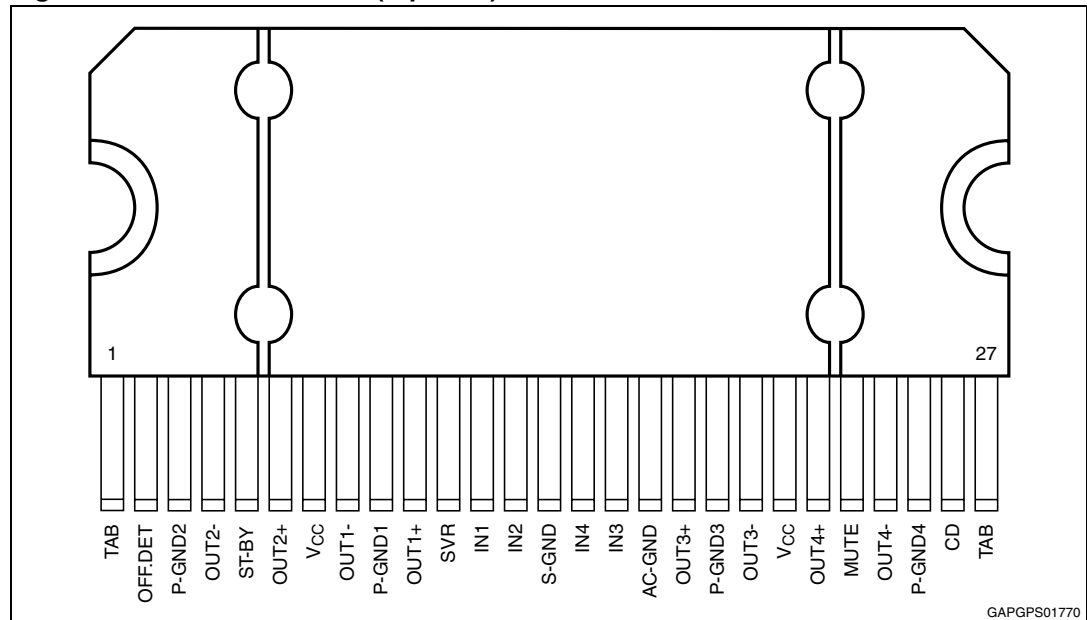 1
27
TAB
OFF.DET
P-GND2
OUT2-
ST-BY
OUT2+
VCC
OUT1-
P-GND1
OUT1+
SVR
IN1
IN2
S-GND
IN4
IN3
AC-GND
OUT3+
P-GND3
OUT3-
VCC
OUT4+
MUTE
OUT4-
P-GND4
CD
TAB
GAPGPS01770